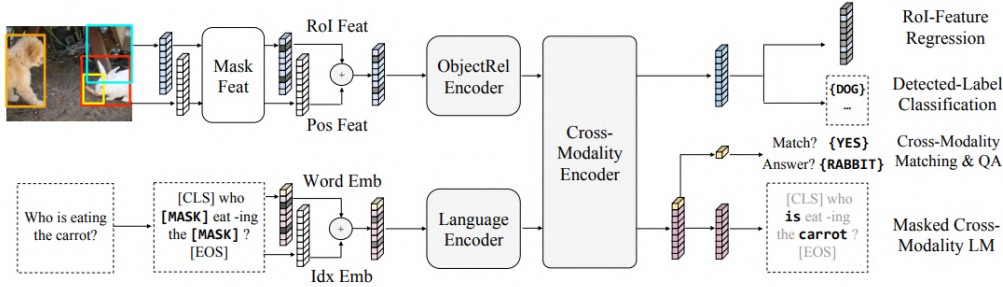 RoI Feat
Mask
Feat
Pos Feat
ObjectRel
Encoder
Cross-
Modality
Encoder
RoI-Feature
Regression
{DOG}
...
Detected-Label
Classification
Match? {YES}
Answer? {RABBIT}
Cross-Modality
Matching & QA
Who is eating
the carrot?
[CLS] who
[MASK] eat -ing
the [MASK] ?
[EOS]
Word Emb
Idx Emb
Language
Encoder
[CLS] who
is eat -ing
the carrot ?
[EOS]
Masked Cross-
Modality LM
+
+